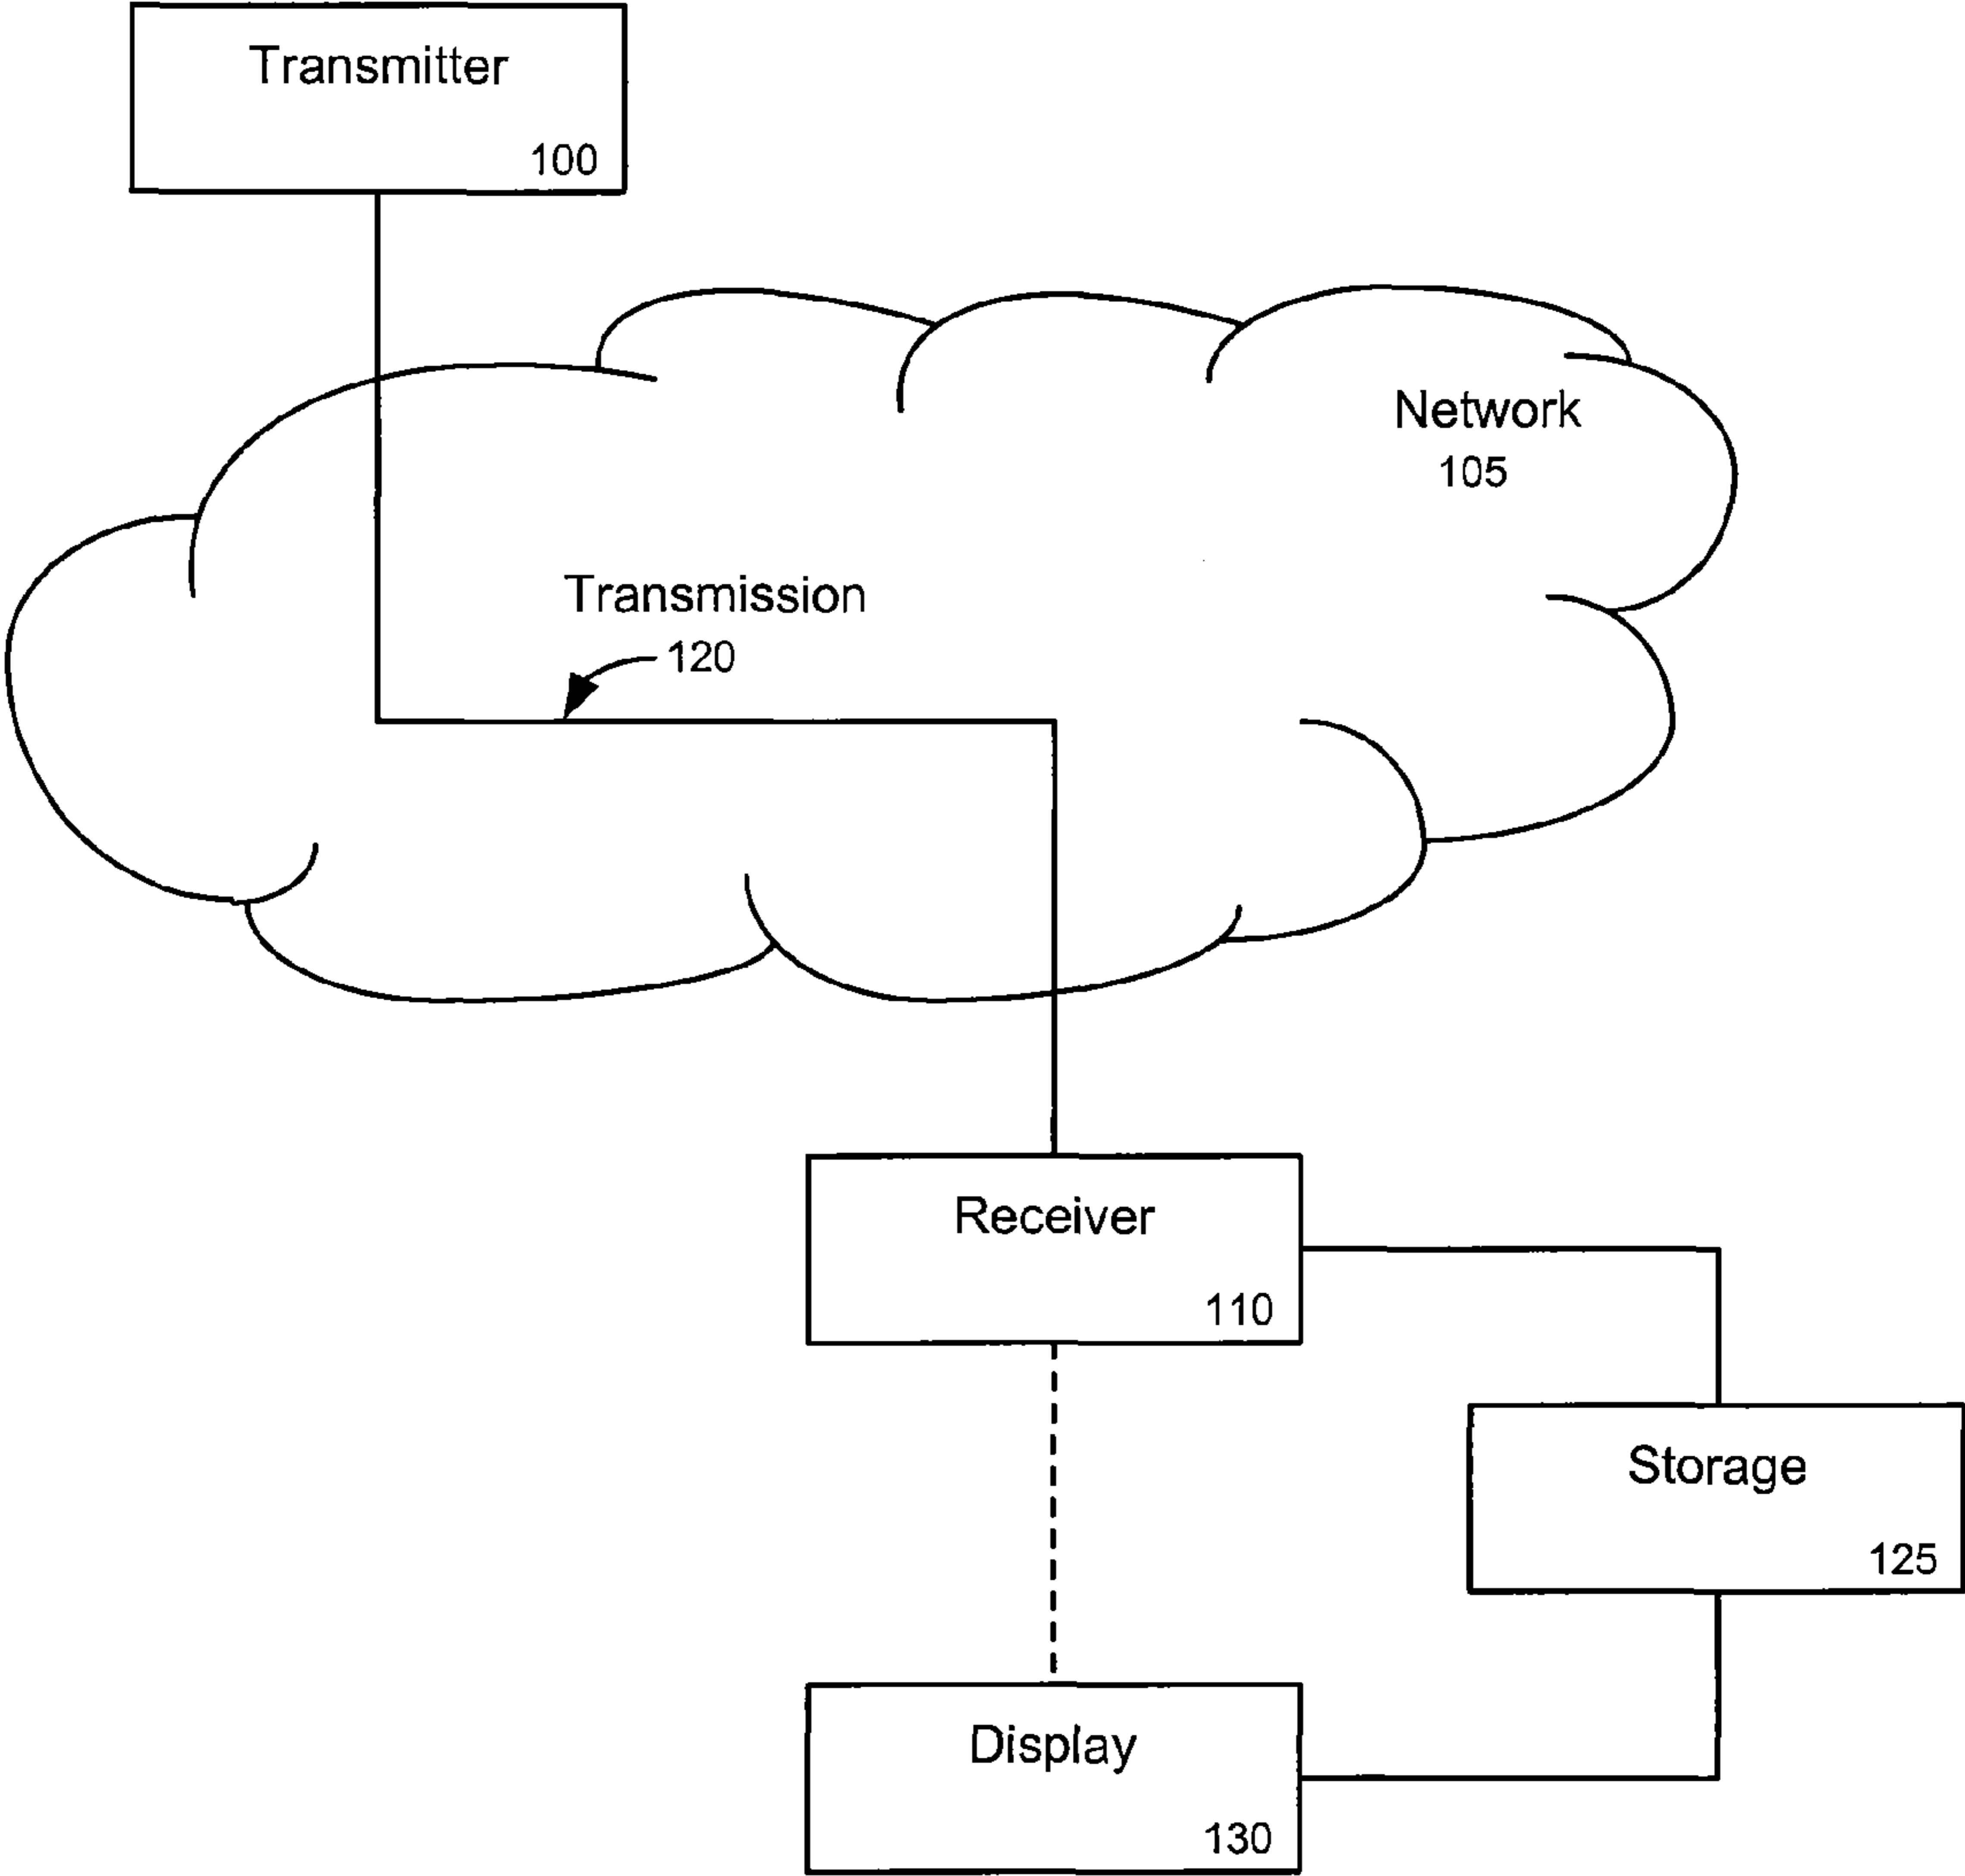 Transmitter
100
Network
105
Transmission
120
Receiver
110
Storage
125
Display
130